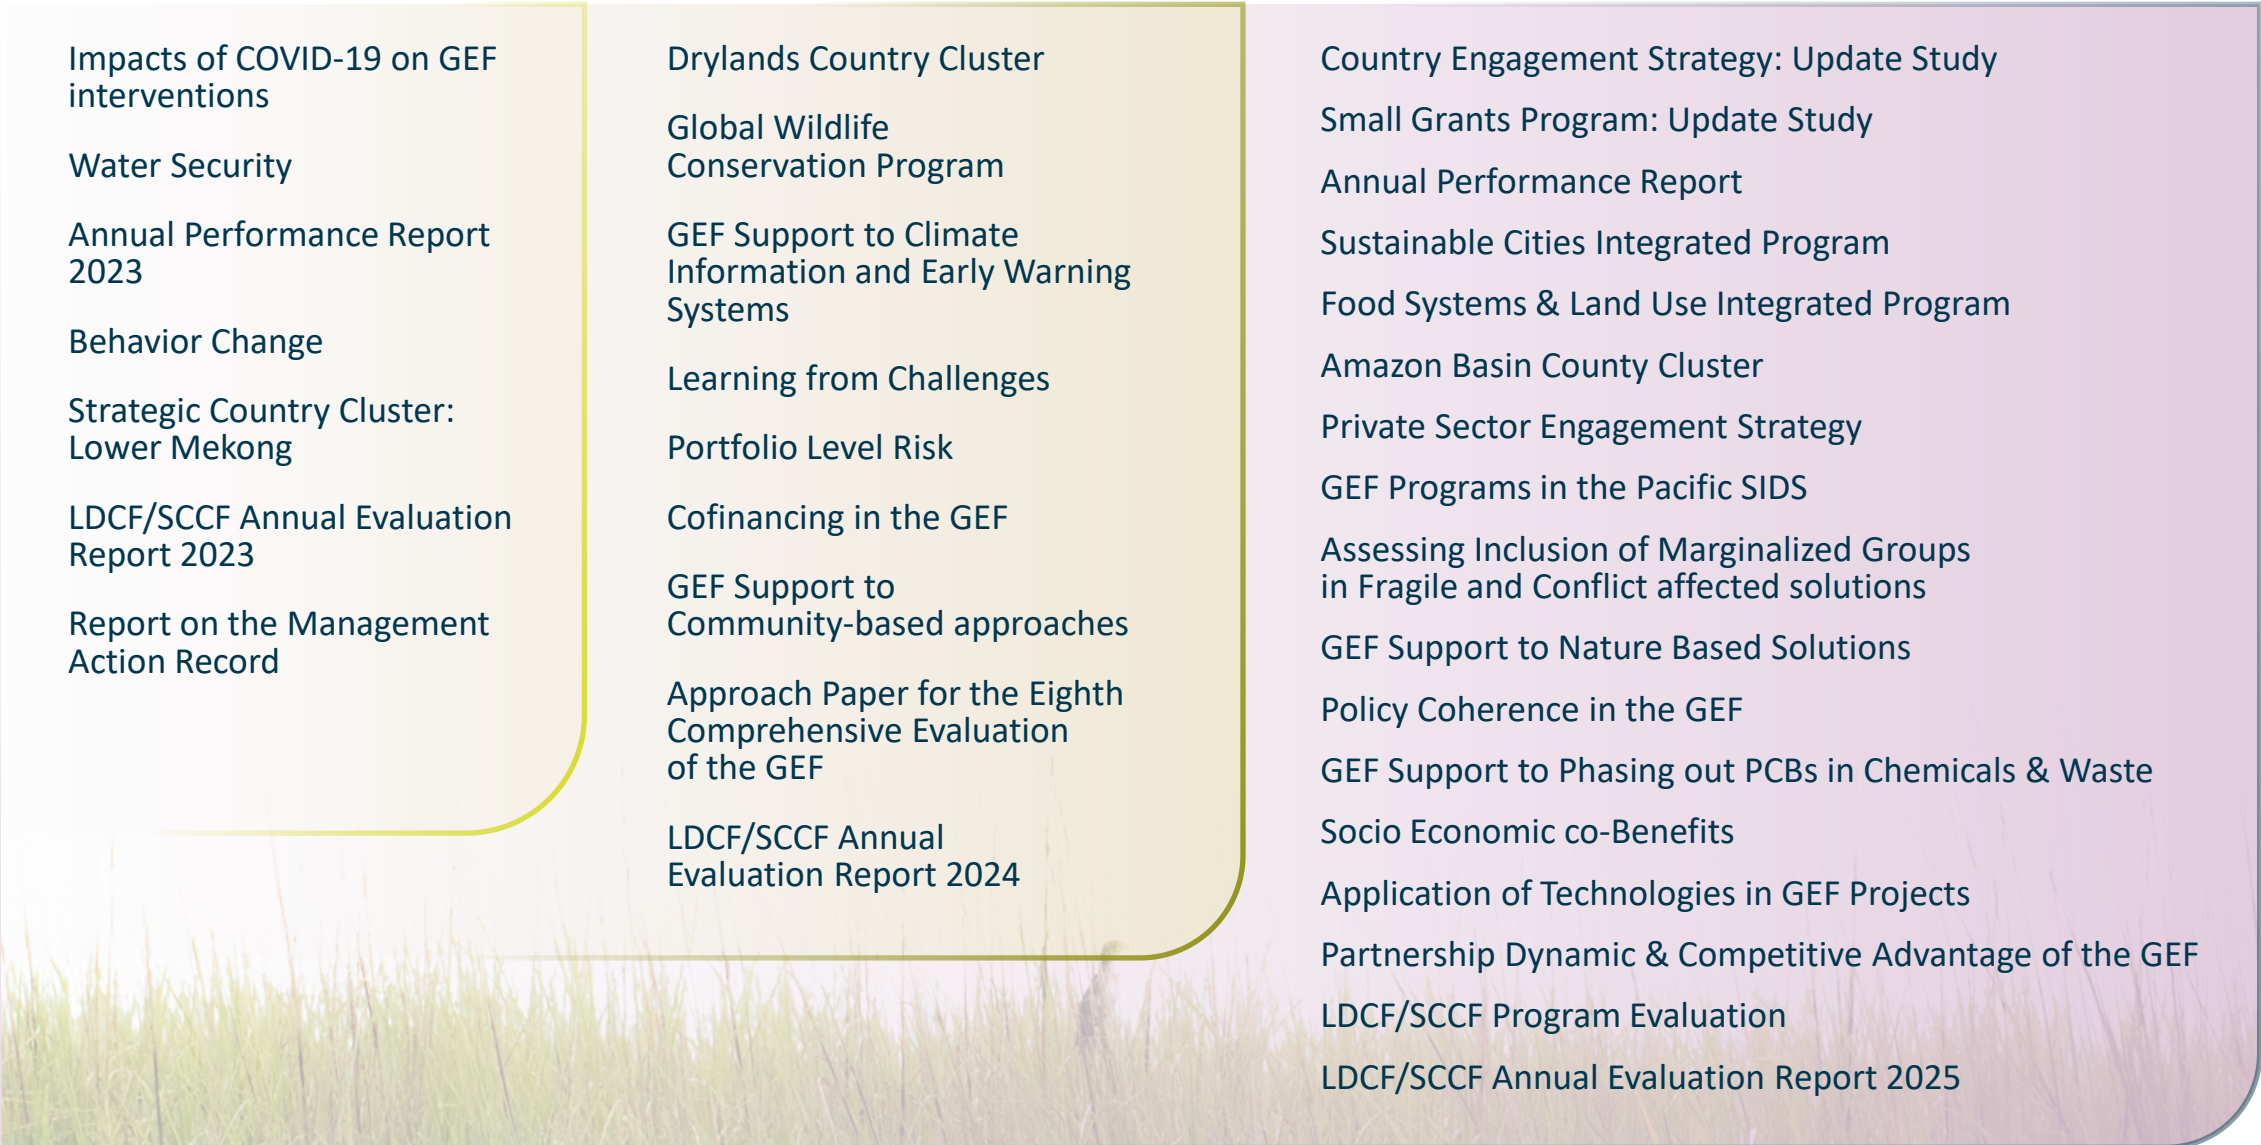 Impacts of COVID-19 on GEF
interventions
Water Security
Annual Performance Report
2023
Behavior Change
Strategic Country Cluster:
Lower Mekong
LDCF/SCCF Annual Evaluation
Report 2023
Report on the Management
Action Record
Drylands Country Cluster
Global Wildlife
Conservation Program
GEF Support to Climate
Information and Early Warning
Systems
Learning from Challenges
Portfolio Level Risk
Cofinancing in the GEF
GEF Support to
Community-based approaches
Approach Paper for the Eighth
Comprehensive Evaluation
of the GEF
LDCF/SCCF Annual
Evaluation Report 2024
Country Engagement Strategy: Update Study
Small Grants Program: Update Study
Annual Performance Report
Sustainable Cities Integrated Program
Food Systems & Land Use Integrated Program
Amazon Basin County Cluster
Private Sector Engagement Strategy
GEF Programs in the Pacific SIDS
Assessing Inclusion of Marginalized Groups
in Fragile and Conflict affected solutions
GEF Support to Nature Based Solutions
Policy Coherence in the GEF
GEF Support to Phasing out PCBs in Chemicals & Waste
Socio Economic co-Benefits
Application of Technologies in GEF Projects
Partnership Dynamic & Competitive Advantage of the GEF
LDCF/SCCF Program Evaluation
LDCF/SCCF Annual Evaluation Report 2025